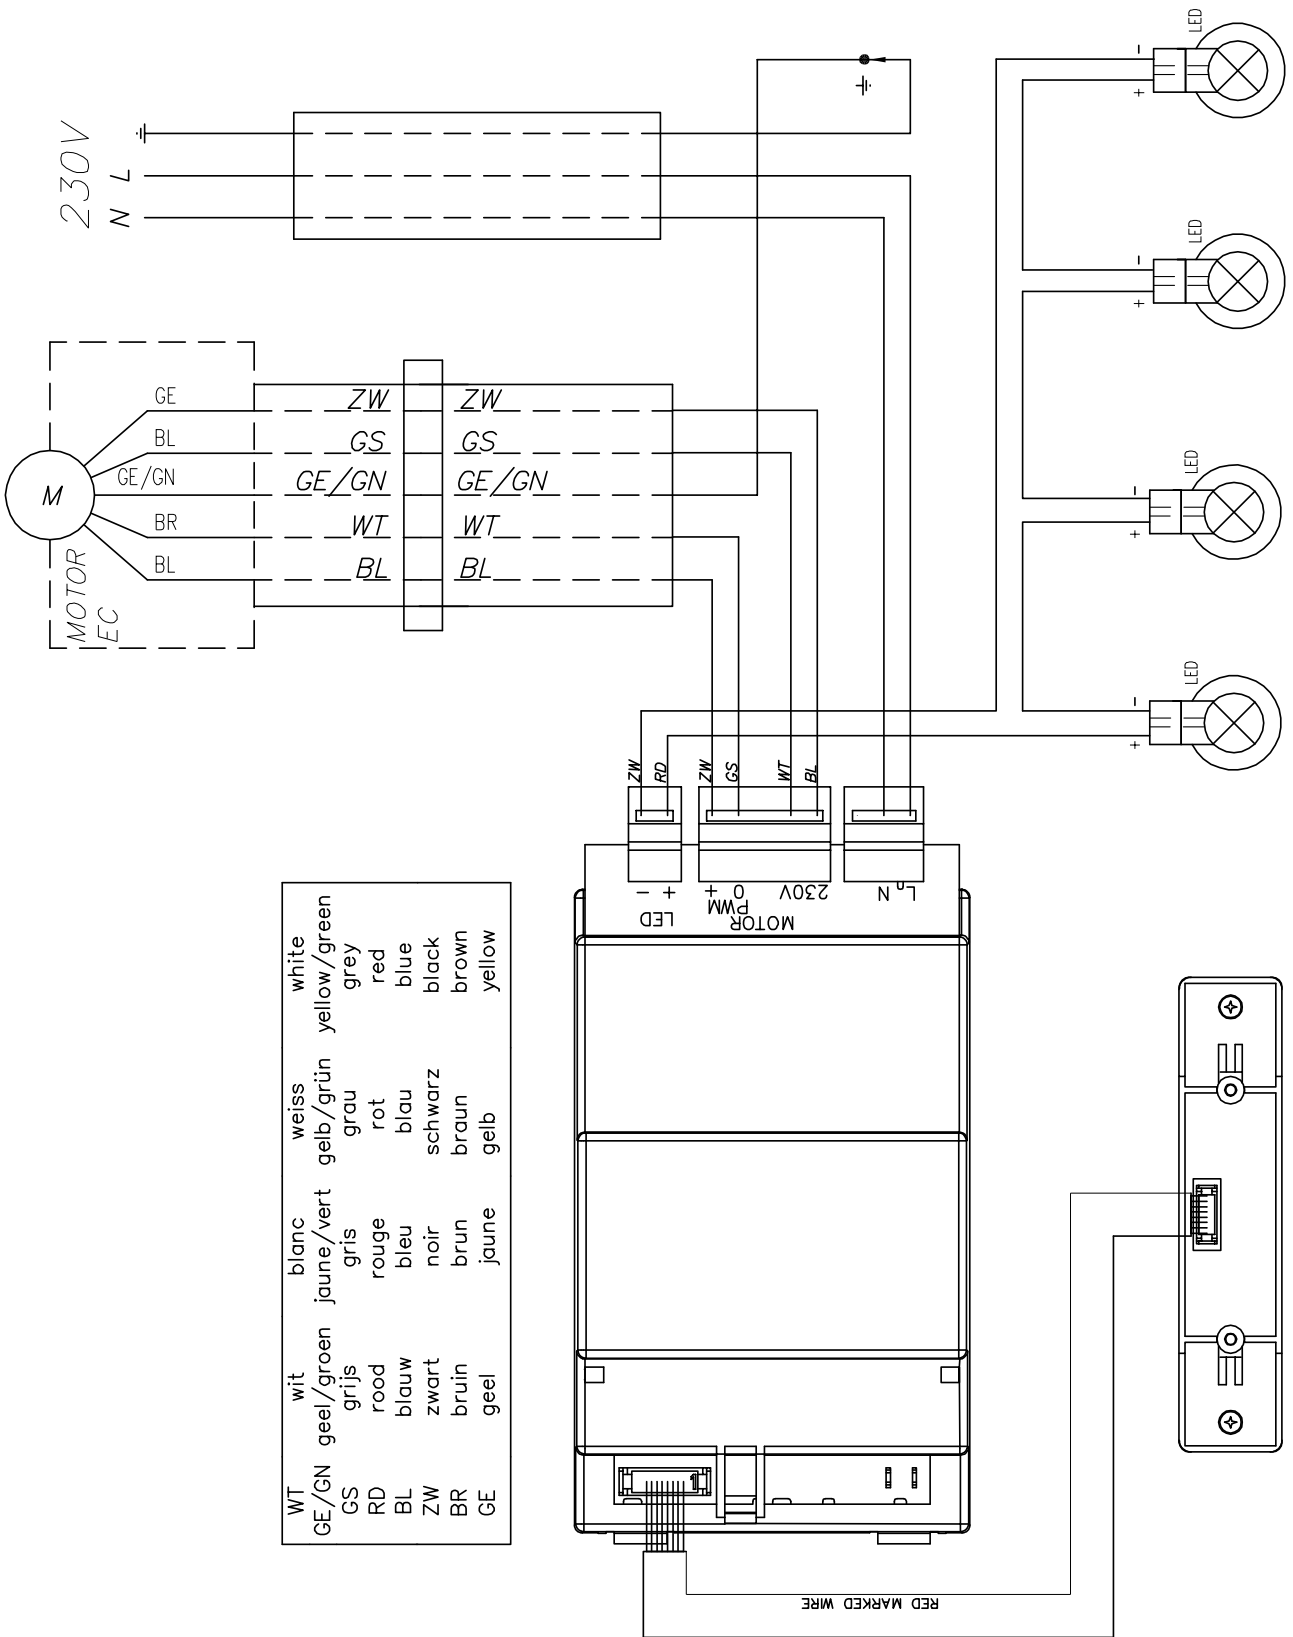 230V
L
N
MOTOR
EC
M
GE
BL
GE/GN
BR
BL
ZW
GS
GE/GN
WT
BL
ZW
GS
GE/GN
WT
BL
LED
- +
LED
- +
LED
- +
LED
- +
ZW
RD
ZW
GS
WT
BL
- +
LED
+ 0
PWM
230V
MOTOR
L N
WT wit blanc weiss white
GE/GN geel/groen jaune/vert gelb/grün yellow/green
GS grijs gris grau grey
RD rood rouge rot red
BL blauw bleu blau blue
ZW zwart noir schwarz black
BR bruin brun braun brown
GE geel jaune gelb yellow
1
RED MARKED WIRE